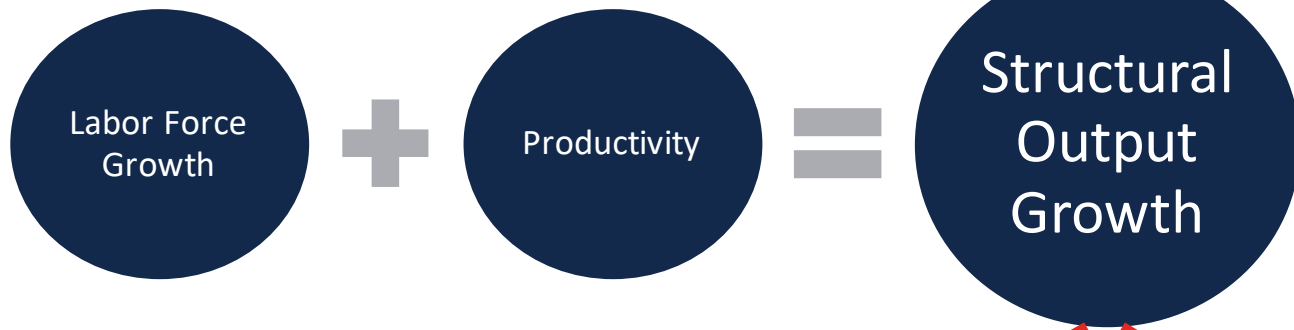 Labor Force
Growth
Productivity
Structural
Output
Growth